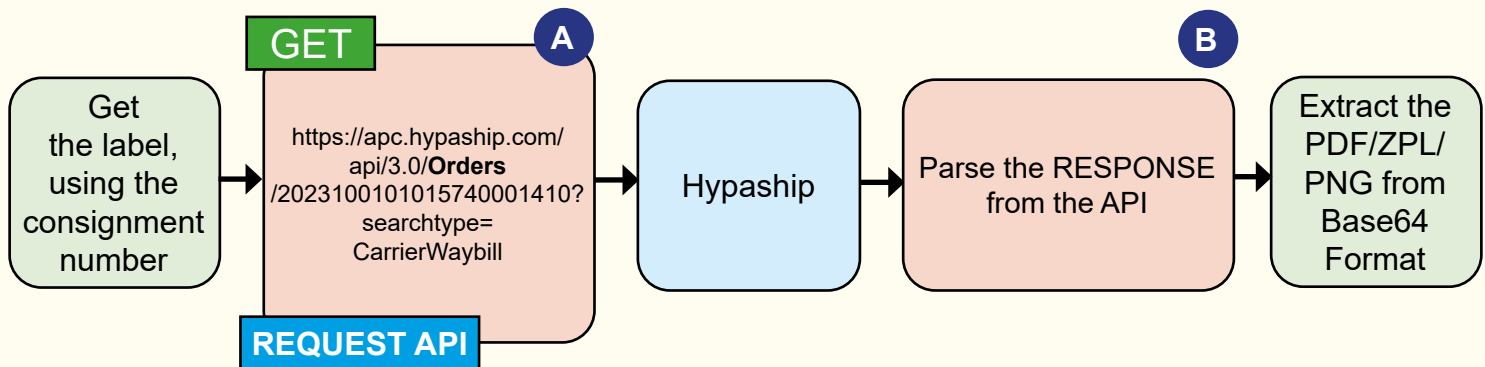 Get
the label,
using the
consignment
number
GET
A
https://apc.hypaship.com/
api/3.0/Orders
/2023100101015740001410?
searchtype=
CarrierWaybill
REQUEST API
Hypaship
B
Parse the RESPONSE
from the API
Extract the
PDF/ZPL/
PNG from
Base64
Format